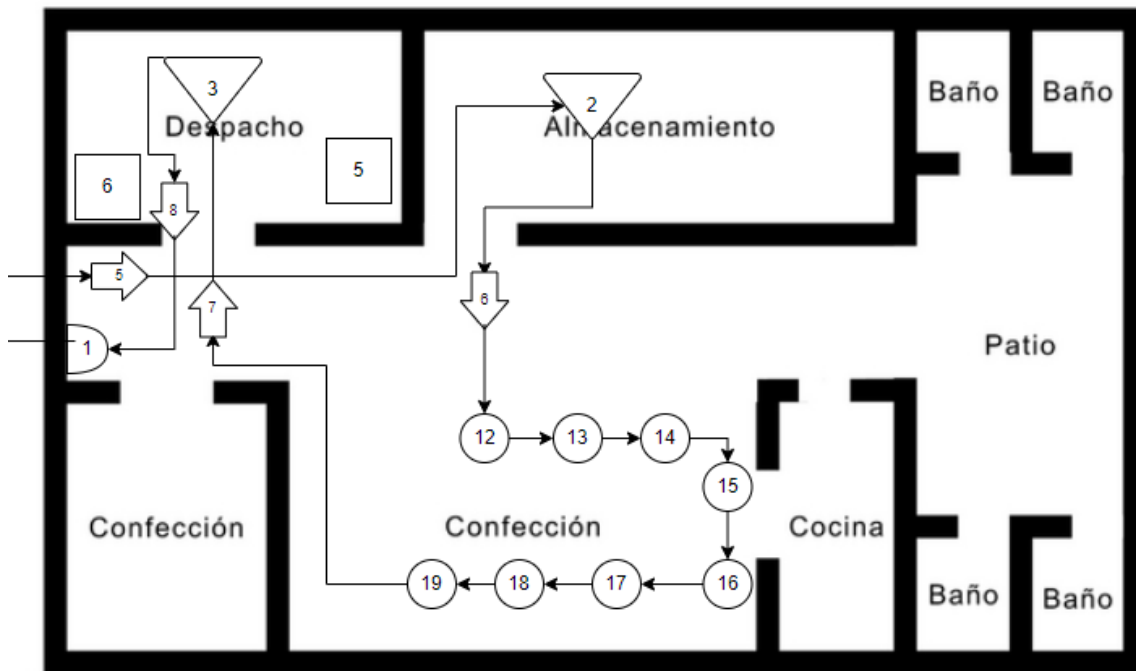 3
2
Baño
Baño
Despacho
Almacenamiento
6
5
8
5
6
7
1
Patio
12
13
14
15
Confección
Confección
Cocina
19
18
17
16
Baño
Baño